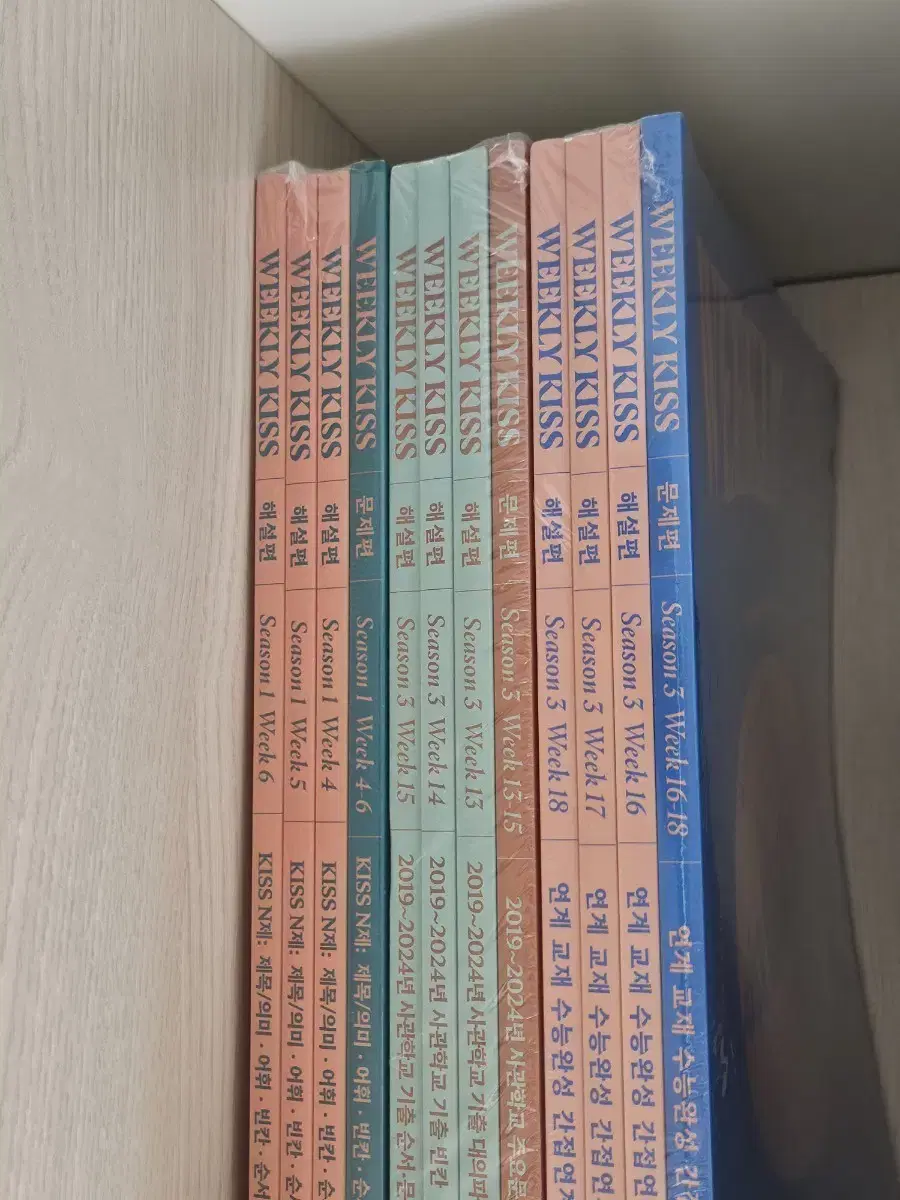 WEEKLY KISS 해설편 Season 1 Week 6 KISS N제: 제목/의미 · 어휘 · 빈칸 · 순서
WEEKLY KISS 해설편 Season 1 Week 5 KISS N제: 제목/의미 · 어휘 · 빈칸 · 순
WEEKLY KISS 해설편 Season 1 Week 4 KISS N제: 제목/의미 · 어휘 · 빈칸 · 순
WEEKLY KISS 문제편 Season 1 Week 4-6 KISS N제: 제목/의미 · 어휘 · 빈칸 · 순
WEEKLY KISS 해설편 Season 3 Week 15 2019~2024년 사관학교 기출 순서·문
WEEKLY KISS 해설편 Season 3 Week 14 2019~2024년 사관학교 기출 빈칸
WEEKLY KISS 해설편 Season 3 Week 13 2019~2024년 사관학교 기출 대의파
WEEKLY KISS 문제편 Season 3 Week 13-15 2019~2024년 사관학교
WEEKLY KISS 해설편 Season 3 Week 18 연계 교재 수능완성 간접연계
WEEKLY KISS 해설편 Season 3 Week 17 연계 교재 수능완성 간접 연
WEEKLY KISS 해설편 Season 3 Week 16 연계 교재 수능완성 간접 연
WEEKLY KISS 문제편 Season 3 Week 16-18 연계 교재 수능완성 간